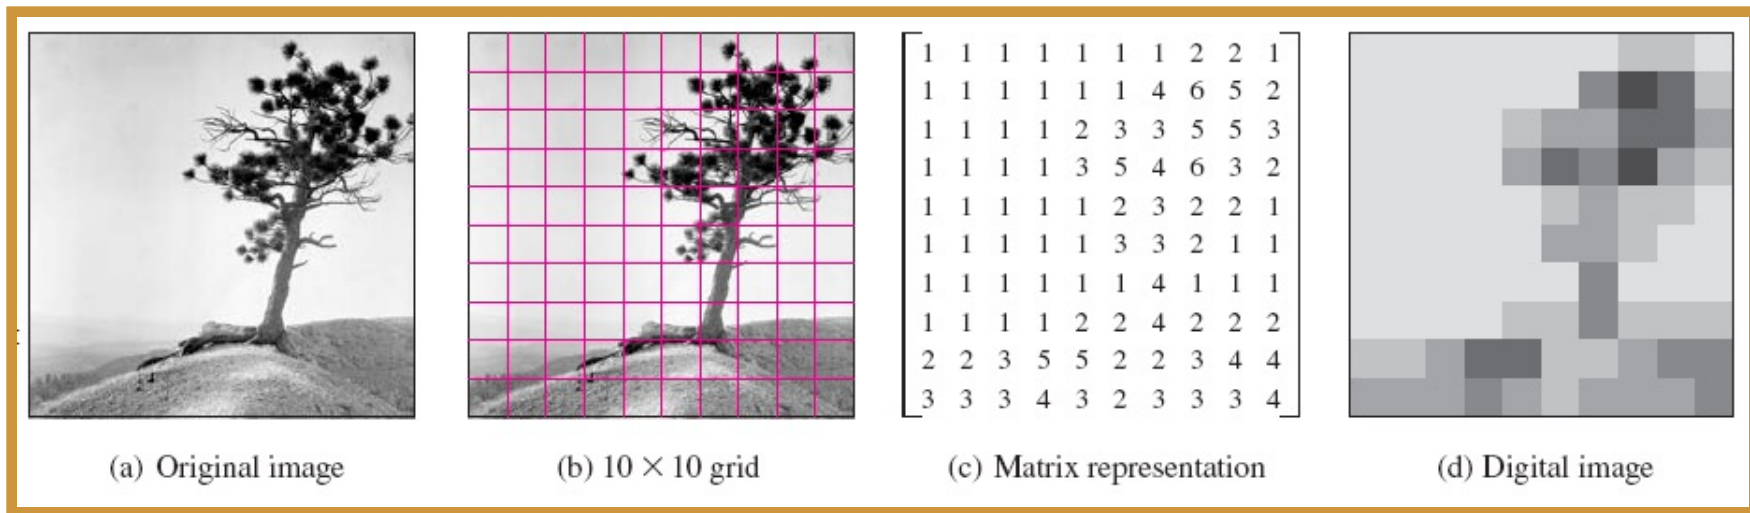 1 1 1 1 1 1 1 2 2 1
1 1 1 1 1 1 4 6 5 2
1 1 1 1 2 3 3 5 5 3
1 1 1 1 3 5 4 6 3 2
1 1 1 1 1 2 3 2 2 1
1 1 1 1 1 3 3 2 1 1
1 1 1 1 1 1 4 1 1 1
1 1 1 1 2 2 4 2 2 2
2 2 3 5 5 2 2 3 4 4
3 3 3 4 3 2 3 3 3 4
(a) Original image
(b) 10 × 10 grid
(c) Matrix representation
(d) Digital image